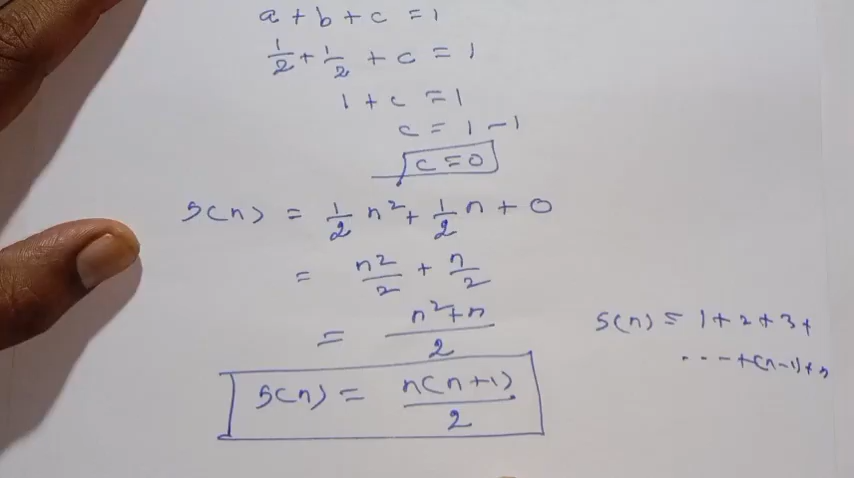 a + b + c = 1
1/2 + 1/2 + c = 1
1 + c = 1
c = 1 - 1
c = 0
S(n) = 1/2 n² + 1/2 n + 0
= n²/2 + n/2
= (n²+n)/2
S(n) = n(n+1)/2
S(n) = 1+2+3+
....+(n-1)+n